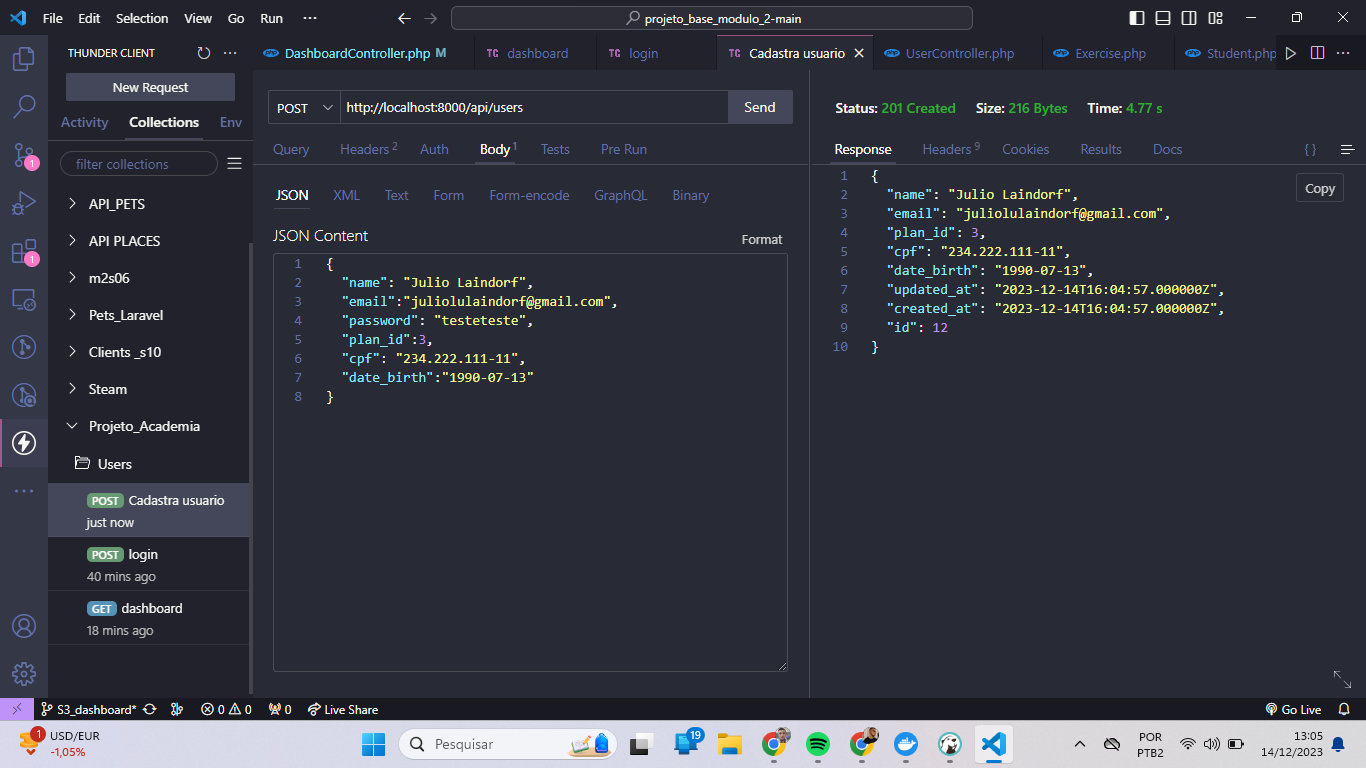 File Edit Selection View Go Run ··· projeto_base_modulo_2-main
THUNDER CLIENT
New Request
Activity Collections Env
filter collections
API_PETS
API PLACES
m2s06
Pets_Laravel
Clients _s10
Steam
Projeto_Academia
Users
POST Cadastra usuario
just now
POST login
40 mins ago
GET dashboard
18 mins ago
1
1
DashboardController.php M TC dashboard TC login TC Cadastra usuario UserController.php Exercise.php Student.php
POST http://localhost:8000/api/users Send
Query Headers 2 Auth Body 1 Tests Pre Run
JSON XML Text Form Form-encode GraphQL Binary
JSON Content Format
1 {
2 "name": "Julio Laindorf",
3 "email":"juliolulaindorf@gmail.com",
4 "password": "testeteste",
5 "plan_id":3,
6 "cpf": "234.222.111-11",
7 "date_birth":"1990-07-13"
8 }
Status: 201 Created Size: 216 Bytes Time: 4.77 s
Response Headers 9 Cookies Results Docs { }
Copy
1 {
2 "name": "Julio Laindorf",
3 "email": "juliolulaindorf@gmail.com",
4 "plan_id": 3,
5 "cpf": "234.222.111-11",
6 "date_birth": "1990-07-13",
7 "updated_at": "2023-12-14T16:04:57.000000Z",
8 "created_at": "2023-12-14T16:04:57.000000Z",
9 "id": 12
10 }
S3_dashboard* 0 0 0 Live Share Go Live
1 USD/EUR
-1,05%
Pesquisar
19
POR
PTB2
13:05
14/12/2023